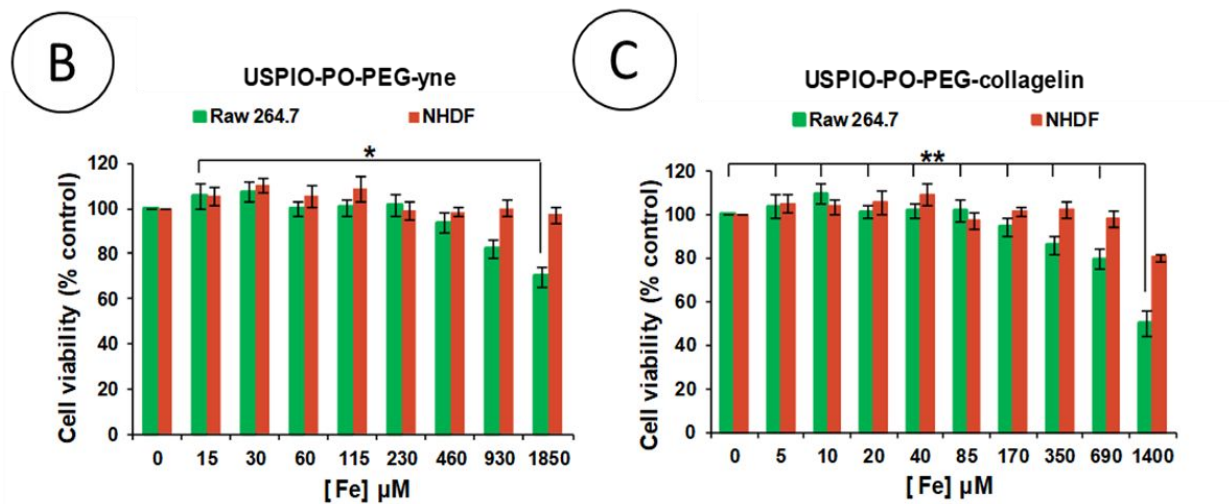 B
USPIO-PO-PEG-yne
Raw 264.7 NHDF
*
Cell viability (% control)
120
100
80
60
40
20
0
0 15 30 60 115 230 460 930 1850
[Fe] µM
C
USPIO-PO-PEG-collagelin
Raw 264.7 NHDF
**
Cell viability (% control)
120
100
80
60
40
20
0
0 5 10 20 40 85 170 350 690 1400
[Fe] µM